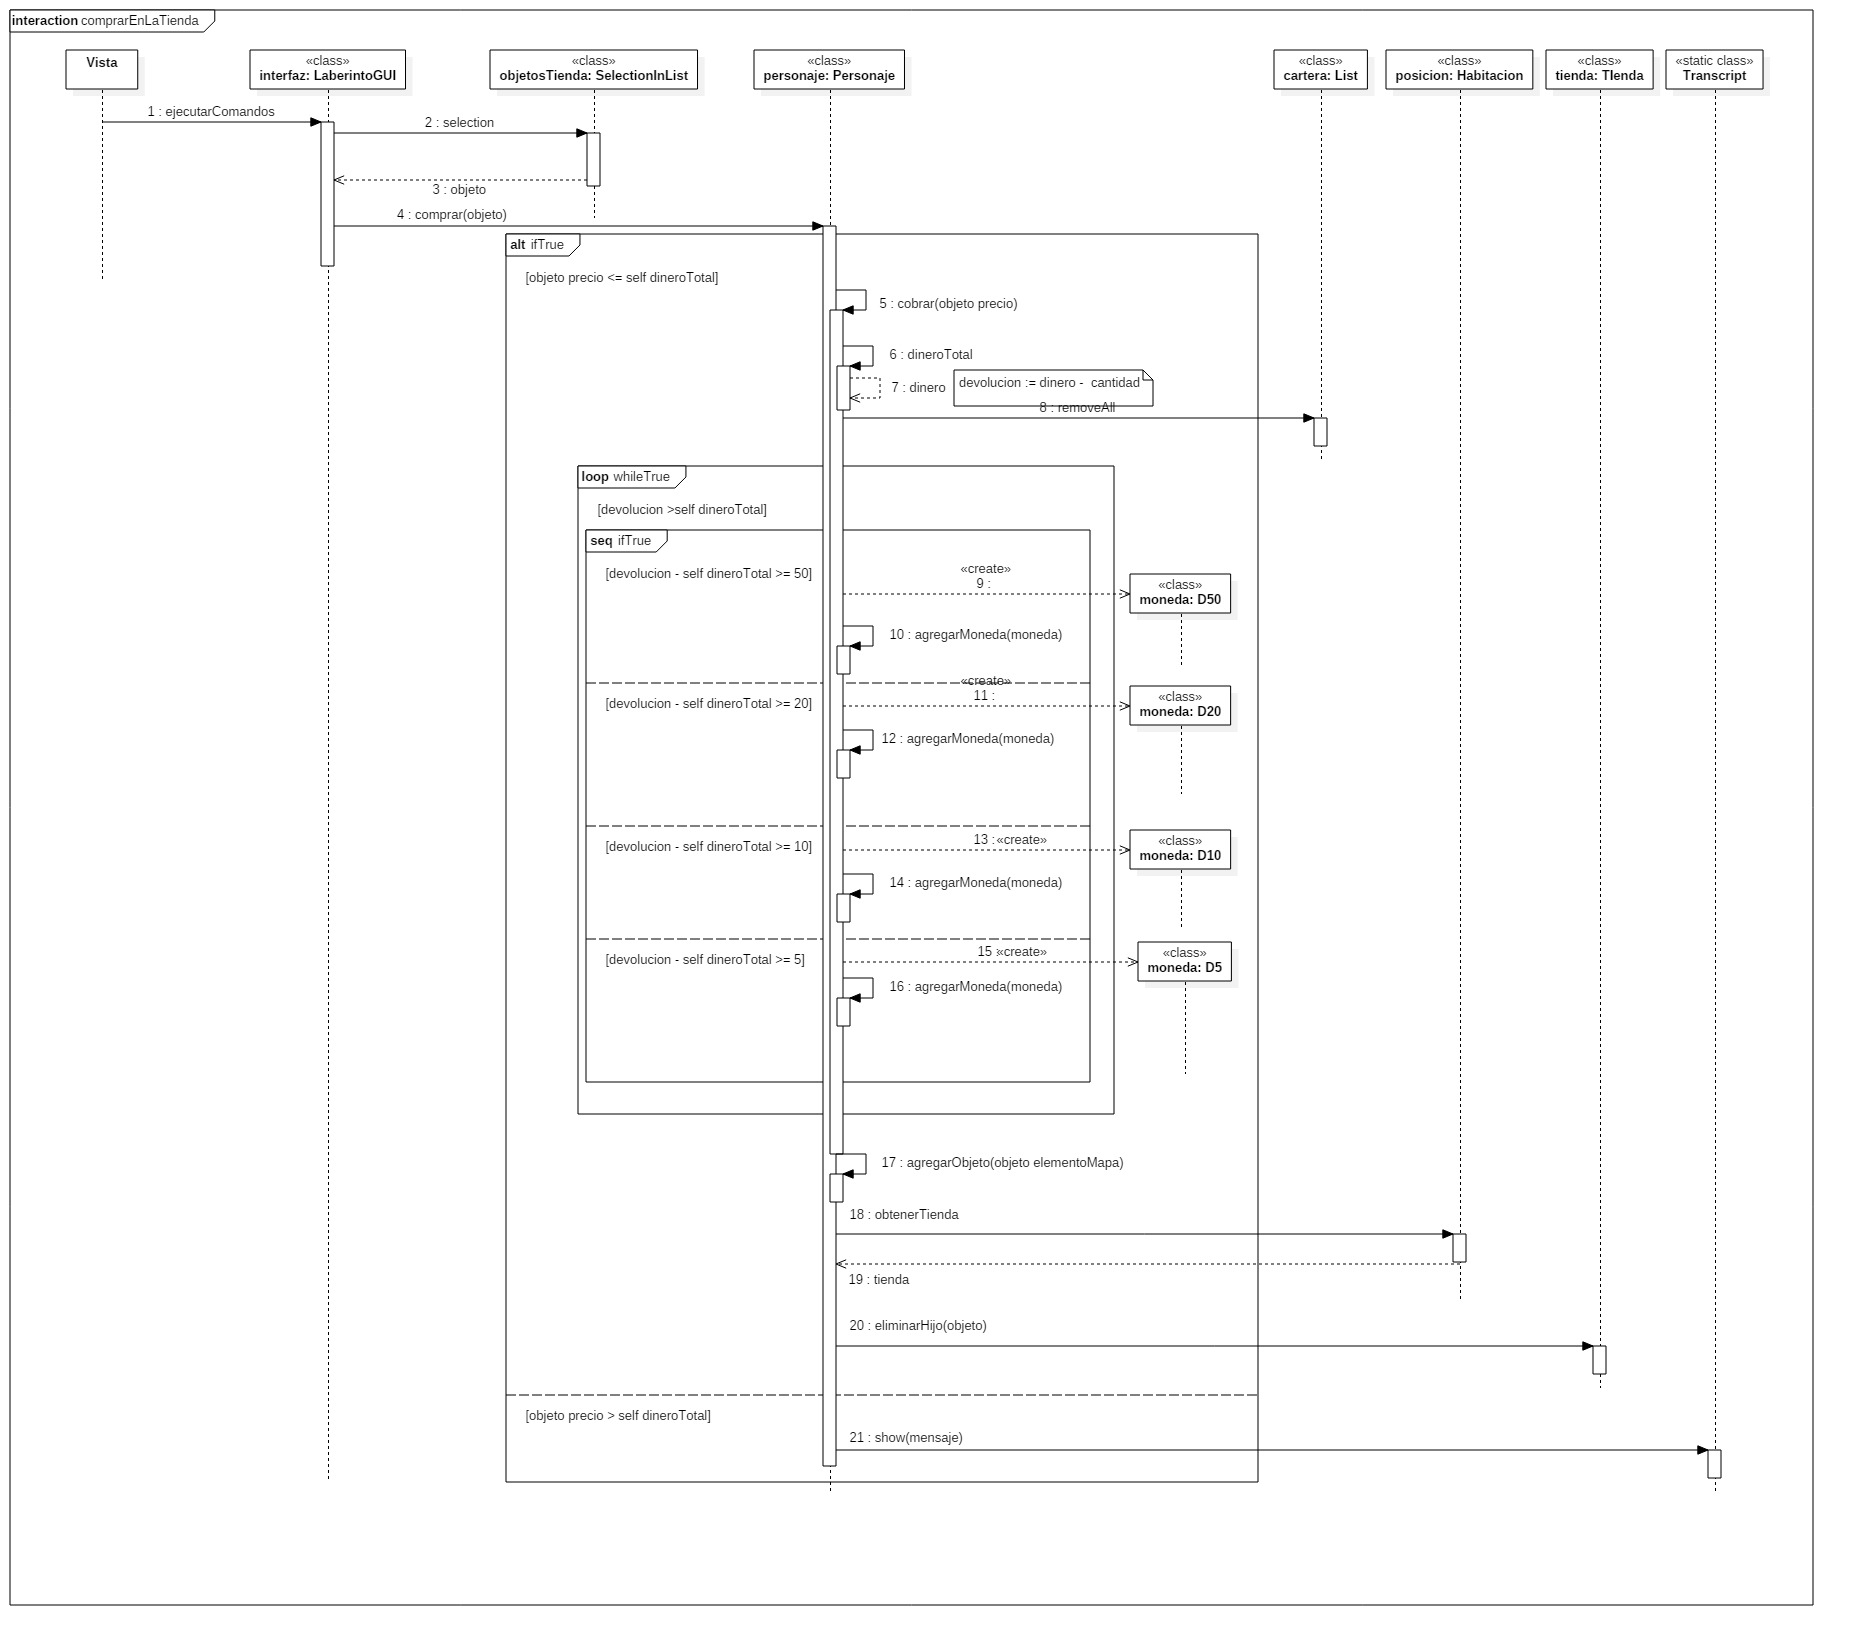 interaction comprarEnLaTienda
Vista
«class»
interfaz: LaberintoGUI
«class»
objetosTienda: SelectionInList
«class»
personaje: Personaje
«class»
cartera: List
«class»
posicion: Habitacion
«class»
tienda: TIenda
«static class»
Transcript
1 : ejecutarComandos
2 : selection
3 : objeto
4 : comprar(objeto)
alt ifTrue
[objeto precio <= self dineroTotal]
5 : cobrar(objeto precio)
6 : dineroTotal
7 : dinero
devolucion := dinero -  cantidad
8 : removeAll
loop whileTrue
[devolucion >self dineroTotal]
seq ifTrue
[devolucion - self dineroTotal >= 50]
«create»
9 :
«class»
moneda: D50
10 : agregarMoneda(moneda)
[devolucion - self dineroTotal >= 20]
«create»
11 :
«class»
moneda: D20
12 : agregarMoneda(moneda)
[devolucion - self dineroTotal >= 10]
13 :«create»
«class»
moneda: D10
14 : agregarMoneda(moneda)
[devolucion - self dineroTotal >= 5]
15 :«create»
«class»
moneda: D5
16 : agregarMoneda(moneda)
17 : agregarObjeto(objeto elementoMapa)
18 : obtenerTienda
19 : tienda
20 : eliminarHijo(objeto)
[objeto precio > self dineroTotal]
21 : show(mensaje)